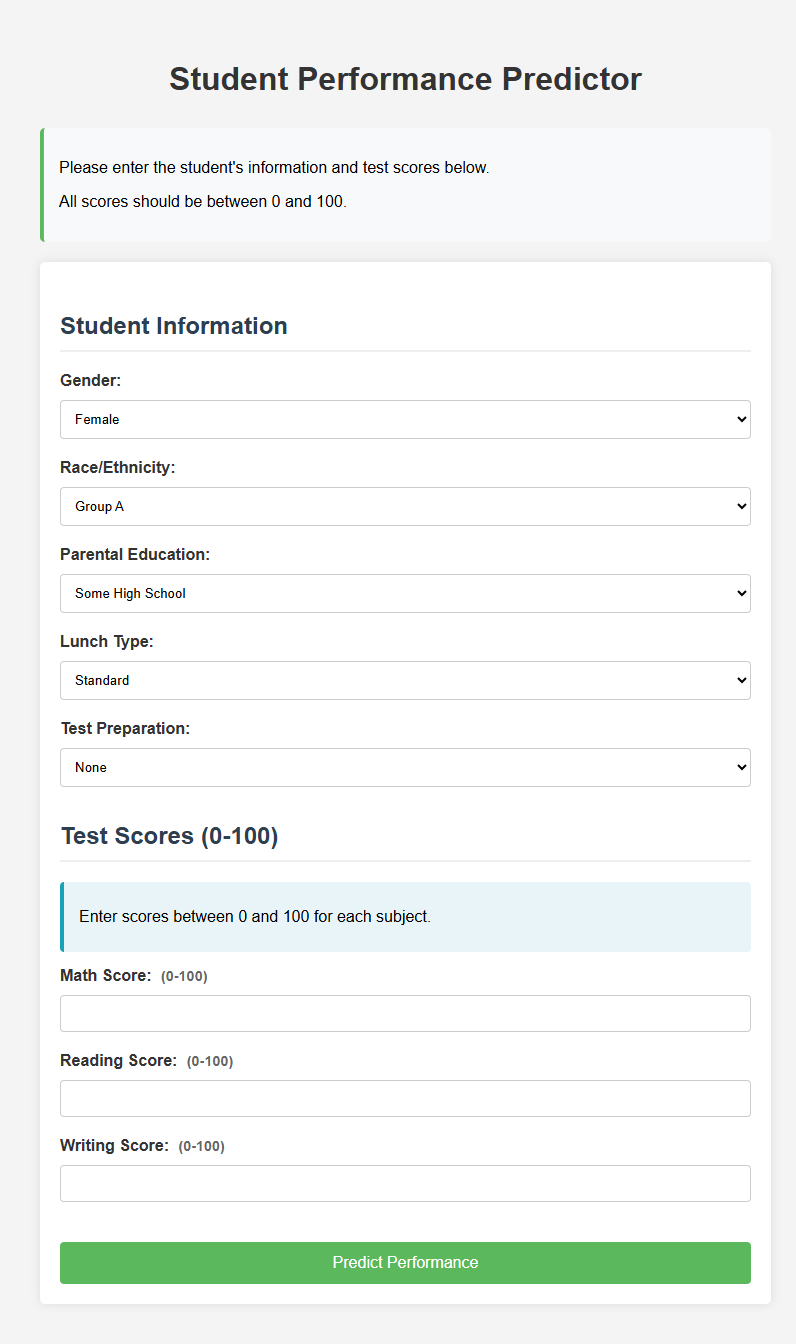 Student Performance Predictor
Please enter the student's information and test scores below.
All scores should be between 0 and 100.
Student Information
Gender:
Female
Race/Ethnicity:
Group A
Parental Education:
Some High School
Lunch Type:
Standard
Test Preparation:
None
Test Scores (0-100)
Enter scores between 0 and 100 for each subject.
Math Score: (0-100)
Reading Score: (0-100)
Writing Score: (0-100)
Predict Performance